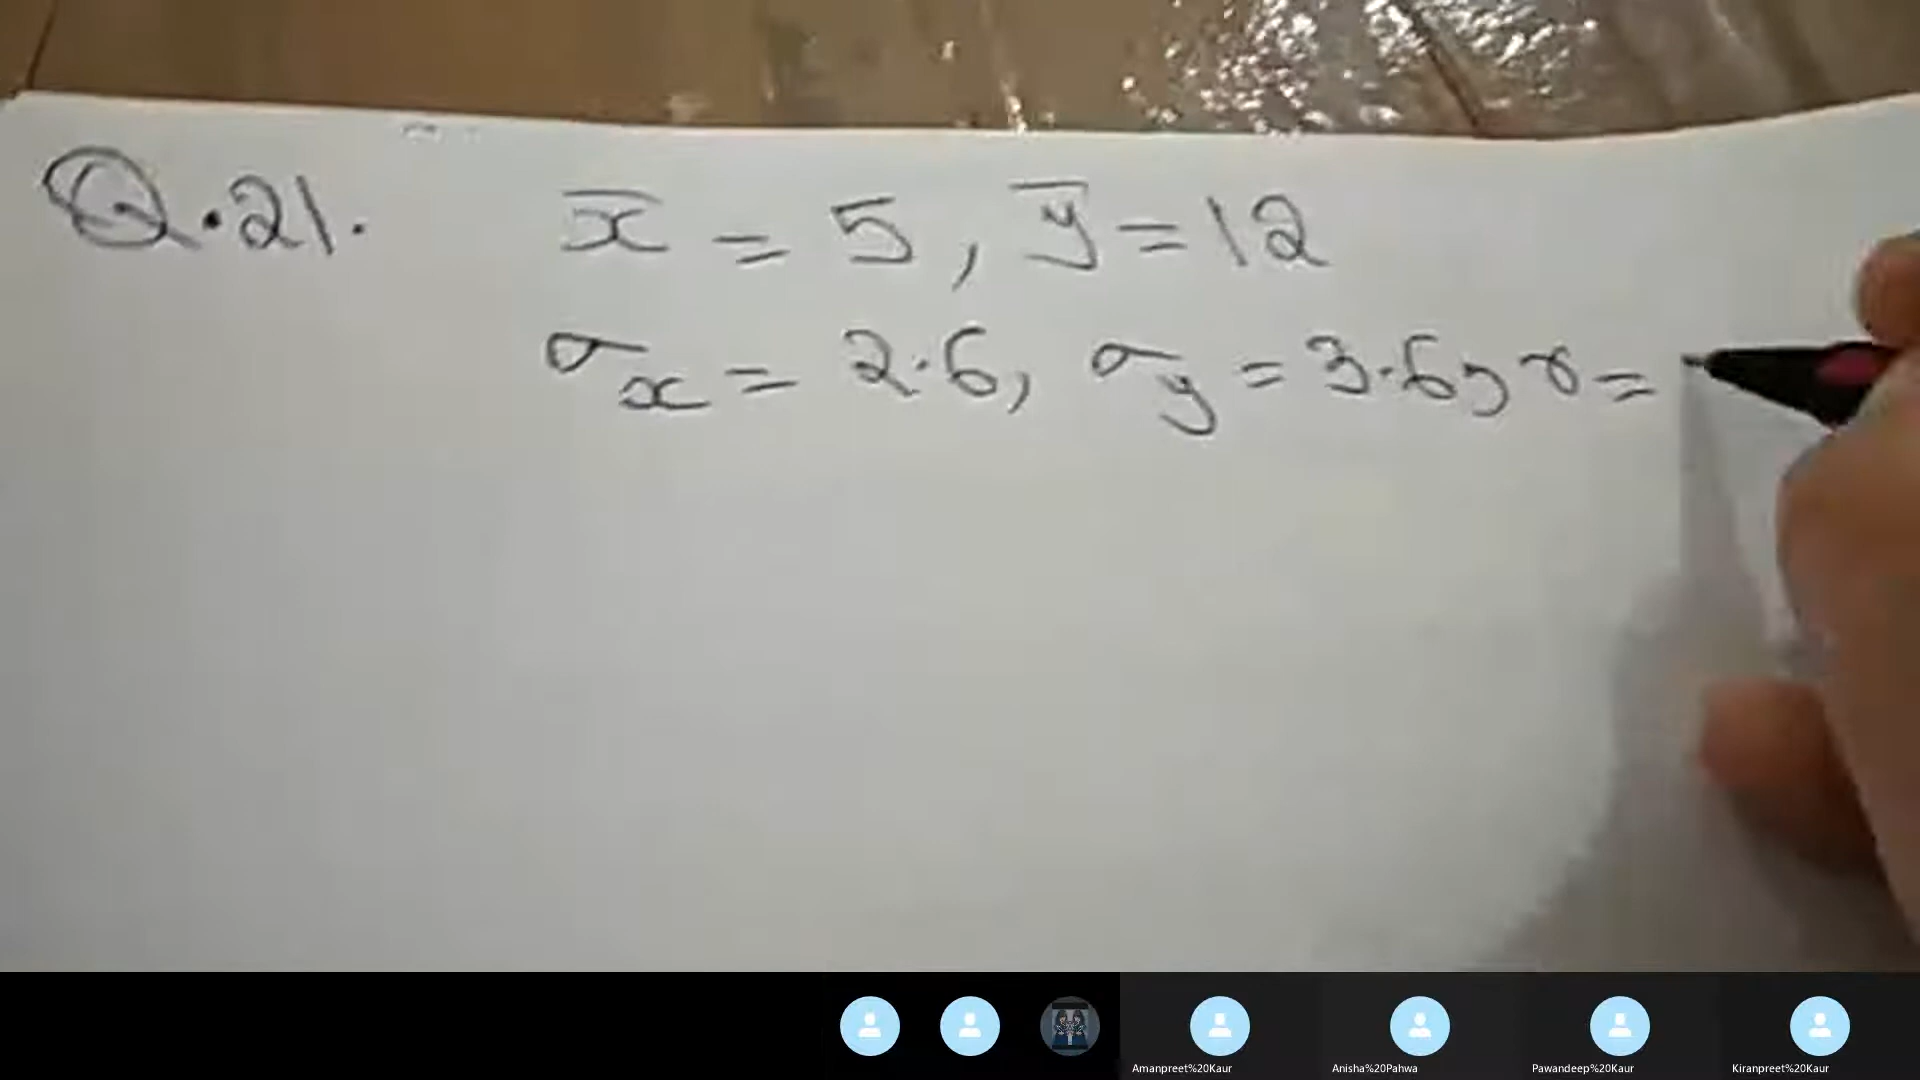 Q.21. x̅ = 5, y̅ = 12
σx = 2.6, σy = 3.6, r =
Amanpreet%20Kaur
Anisha%20Pahwa
Pawandeep%20Kaur
Kiranpreet%20Kaur